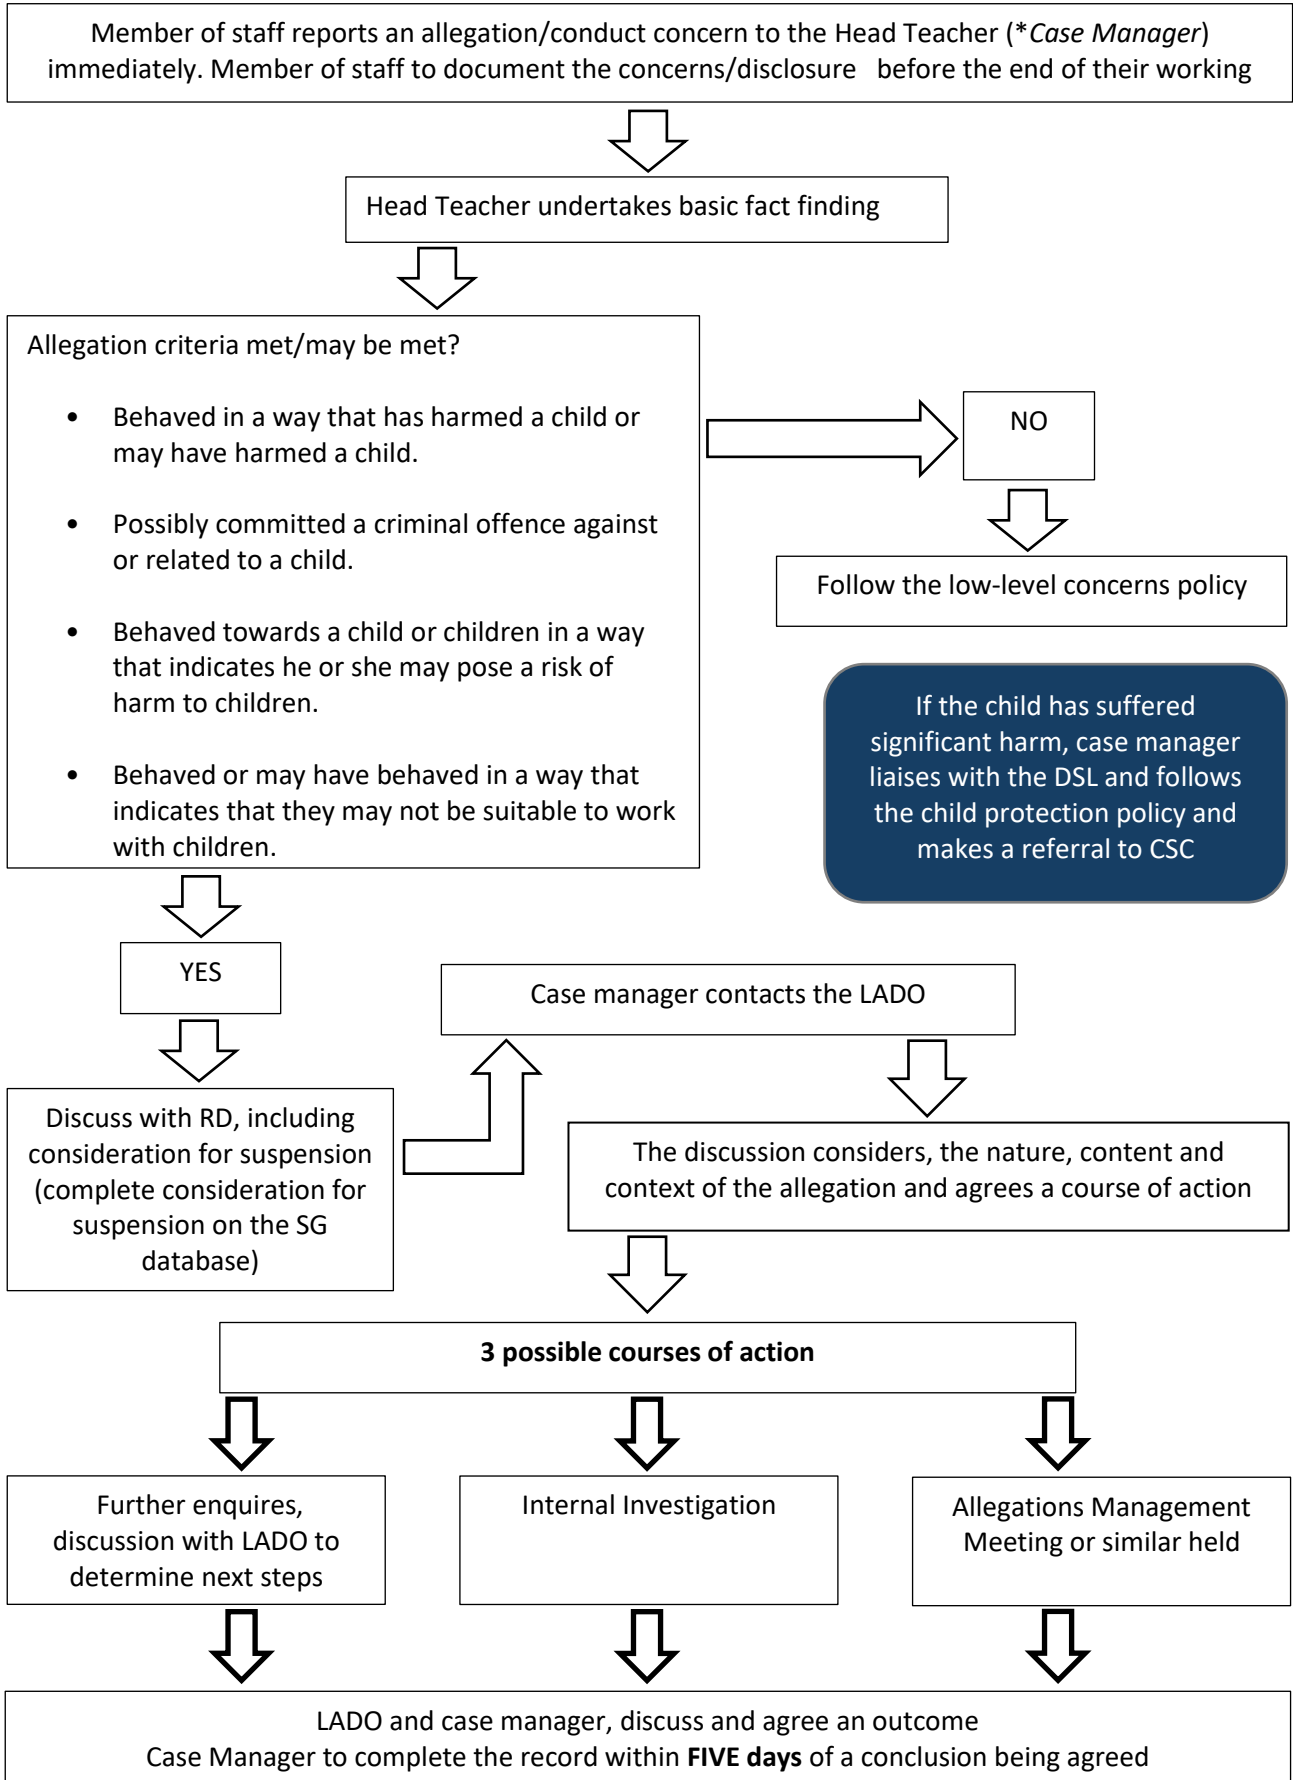 Member of staff reports an allegation/conduct concern to the Head Teacher (*Case Manager)
immediately. Member of staff to document the concerns/disclosure   before the end of their working
Head Teacher undertakes basic fact finding
Allegation criteria met/may be met?
• Behaved in a way that has harmed a child or
may have harmed a child.
• Possibly committed a criminal offence against
or related to a child.
• Behaved towards a child or children in a way
that indicates he or she may pose a risk of
harm to children.
• Behaved or may have behaved in a way that
indicates that they may not be suitable to work
with children.
NO
Follow the low-level concerns policy
If the child has suffered
significant harm, case manager
liaises with the DSL and follows
the child protection policy and
makes a referral to CSC
YES
Discuss with RD, including
consideration for suspension
(complete consideration for
suspension on the SG
database)
Case manager contacts the LADO
The discussion considers, the nature, content and
context of the allegation and agrees a course of action
3 possible courses of action
Further enquires,
discussion with LADO to
determine next steps
Internal Investigation
Allegations Management
Meeting or similar held
LADO and case manager, discuss and agree an outcome
Case Manager to complete the record within FIVE days of a conclusion being agreed